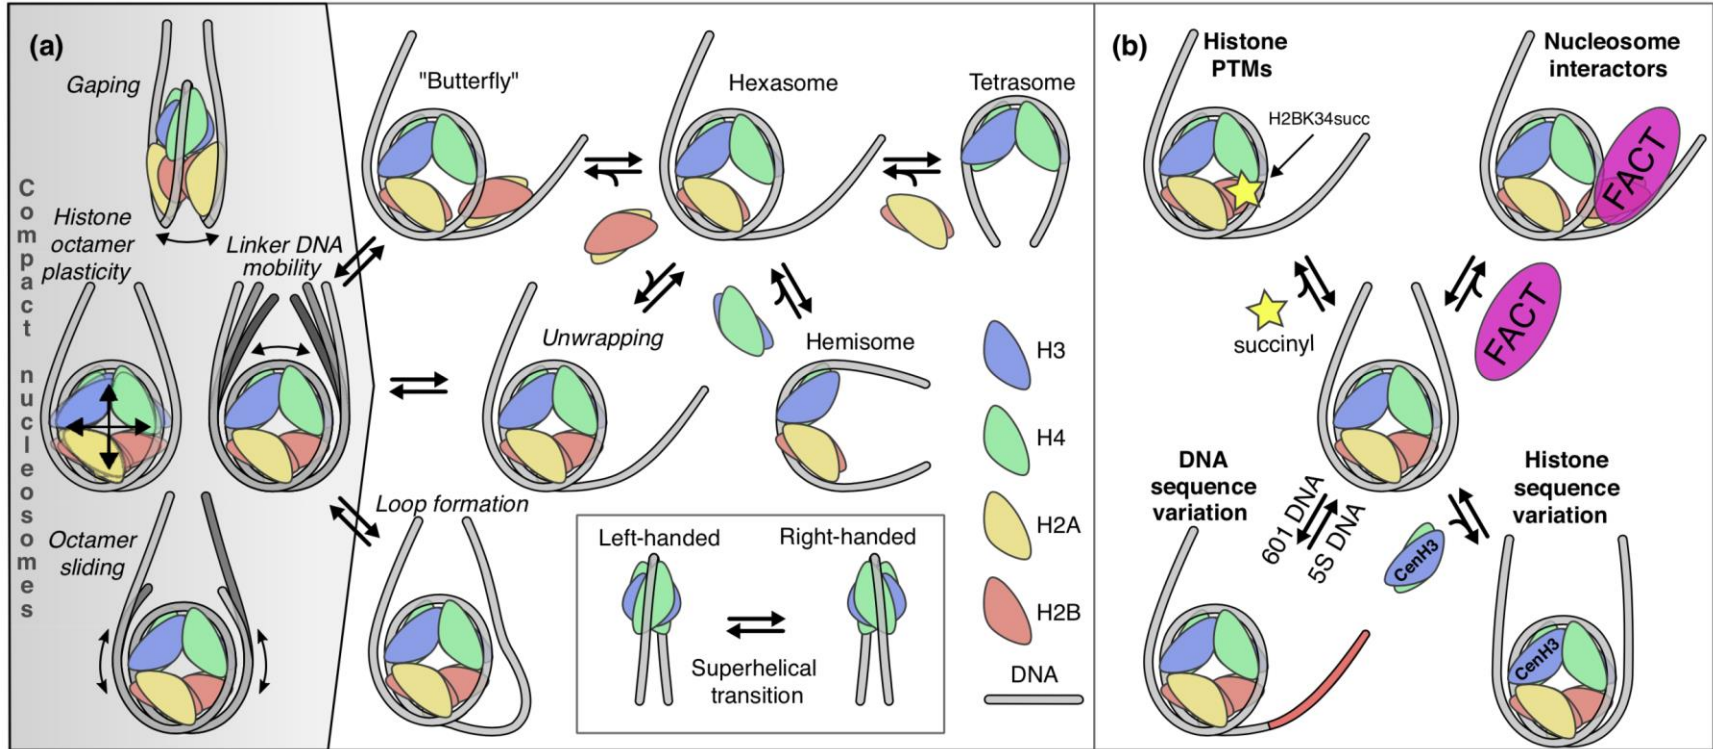 (a)
Gaping
Compact nucleosomes
Histone
octamer
plasticity
Linker DNA
mobility
Octamer
sliding
"Butterfly"
Hexasome
Tetrasome
Unwrapping
Hemisome
Loop formation
Left-handed
Right-handed
Superhelical
transition
H3
H4
H2A
H2B
DNA
(b)
Histone
PTMs
H2BK34succ
Nucleosome
interactors
FACT
succinyl
FACT
DNA
sequence
variation
601 DNA
5S DNA
CenH3
Histone
sequence
variation
CenH3